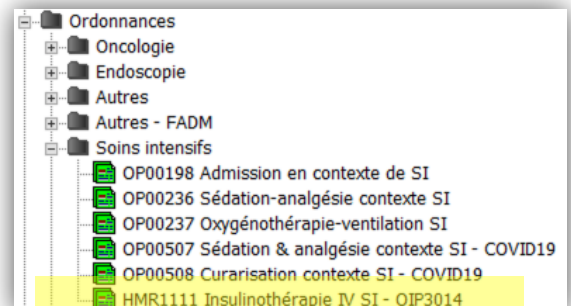 Ordonnances
Oncologie
Endoscopie
Autres
Autres - FADM
Soins intensifs
OP00198 Admission en contexte de SI
OP00236 Sédation-analgésie contexte SI
OP00237 Oxygénothérapie-ventilation SI
OP00507 Sédation & analgésie contexte SI - COVID19
OP00508 Curarisation contexte SI - COVID19
HMR1111 Insulinothérapie IV SI - OIP3014